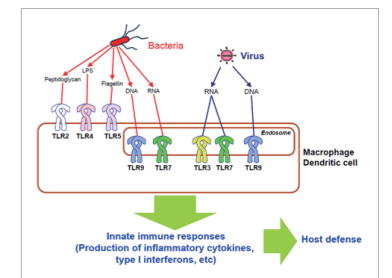 Bacteria
Virus
LPS
Peptidoglycan
Flagellin
DNA RNA
RNA DNA
Endosome
TLR2 TLR4 TLR5
TLR9 TLR7 TLR3 TLR7 TLR9
Macrophage
Dendritic cell
Innate immune responses
(Production of inflammatory cytokines,
type I interferons, etc)
Host defense